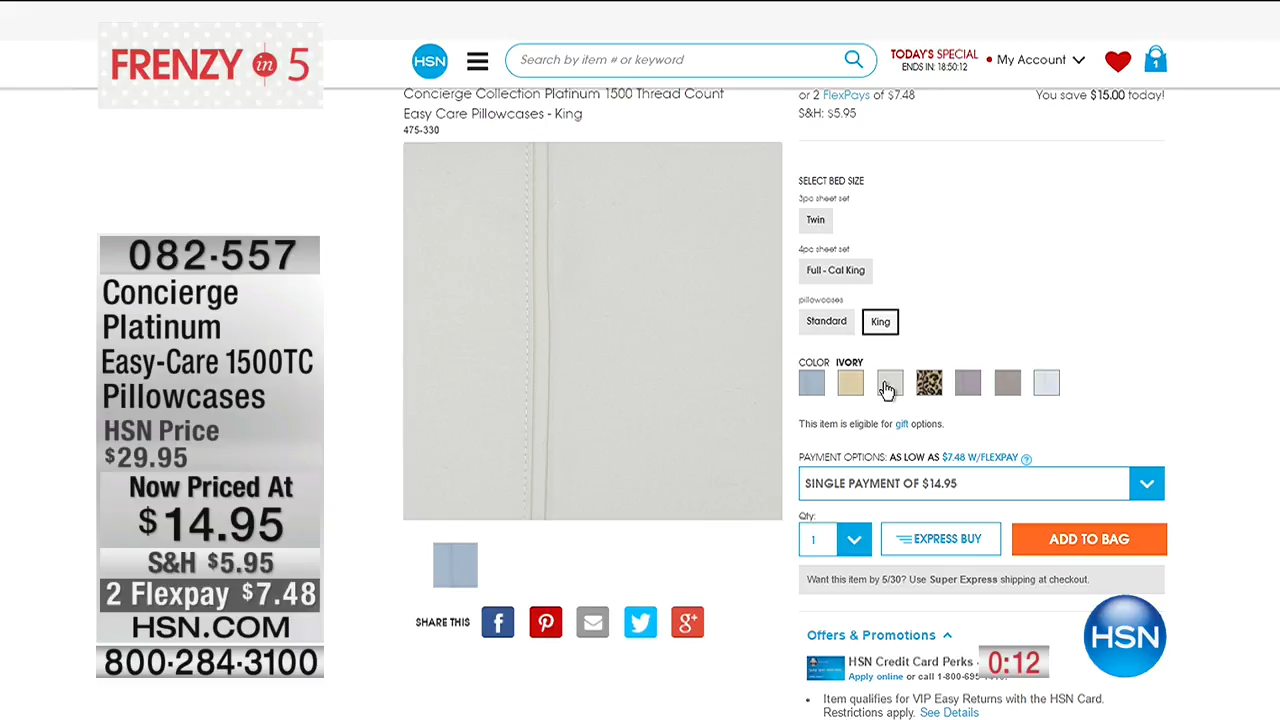 FRENZY in 5
HSN
Search by item # or keyword
TODAY'S SPECIAL
ENDS IN: 18:50:12
My Account
1
Concierge Collection Platinum 1500 Thread Count
Easy Care Pillowcases - King
475-330
or 2 FlexPays of $7.48
You save $15.00 today!
S&H: $5.95
SELECT BED SIZE
3pc sheet set
Twin
4pc sheet set
Full - Cal King
pillowcases
Standard
King
COLOR IVORY
This item is eligible for gift options.
PAYMENT OPTIONS: AS LOW AS $7.48 W/FLEXPAY ?
SINGLE PAYMENT OF $14.95
Qty:
1
EXPRESS BUY
ADD TO BAG
Want this item by 5/30? Use Super Express shipping at checkout.
SHARE THIS
f
g+
Offers & Promotions
HSN Credit Card Perks
Apply online or call 1-800-695
Item qualifies for VIP Easy Returns with the HSN Card.
Restrictions apply. See Details
082-557
Concierge
Platinum
Easy-Care 1500TC
Pillowcases
HSN Price
$29.95
Now Priced At
$14.95
S&H $5.95
2 Flexpay $7.48
HSN.COM
800-284-3100
HSN
0:12